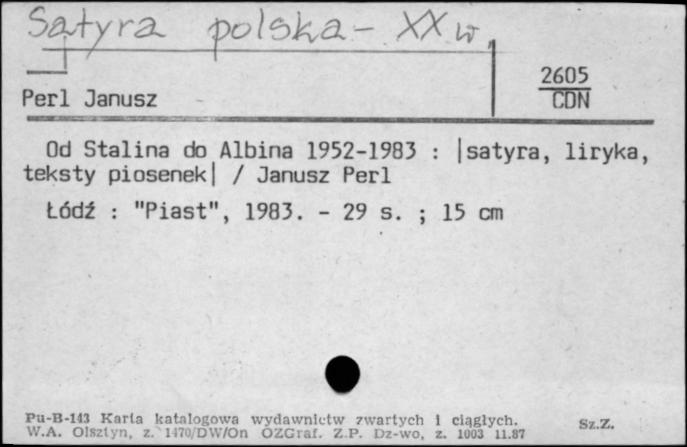 Satyra polska - XX w.
2605
CDN
Perl Janusz
Od Stalina do Albina 1952-1983 : |satyra, liryka,
teksty piosenek| / Janusz Perl
Łódź : "Piast", 1983. - 29 s. ; 15 cm
Pu-B-143 Karta katalogowa wydawnictw zwartych i ciągłych.
W.A. Olsztyn, z. 1470/DW/On OZGraf. Z.P. Dz-wo, z. 1003 11.87
Sz.Z.